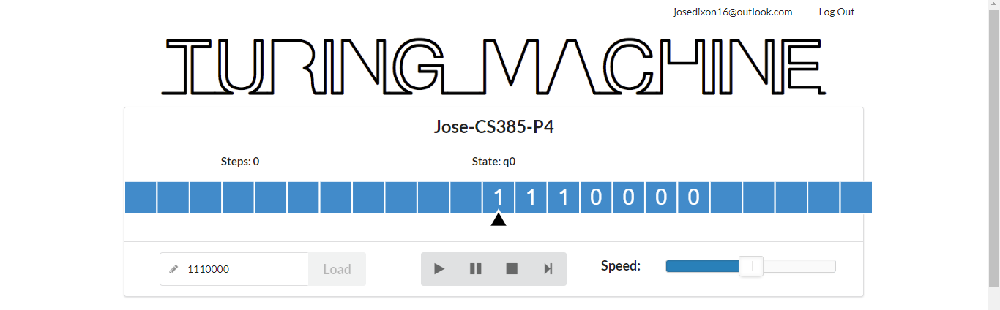 josedixon16@outlook.com Log Out
TURING MACHINE
Jose-CS385-P4
Steps: 0 State: q0
1 1 1 0 0 0 0
1110000 Load Speed: